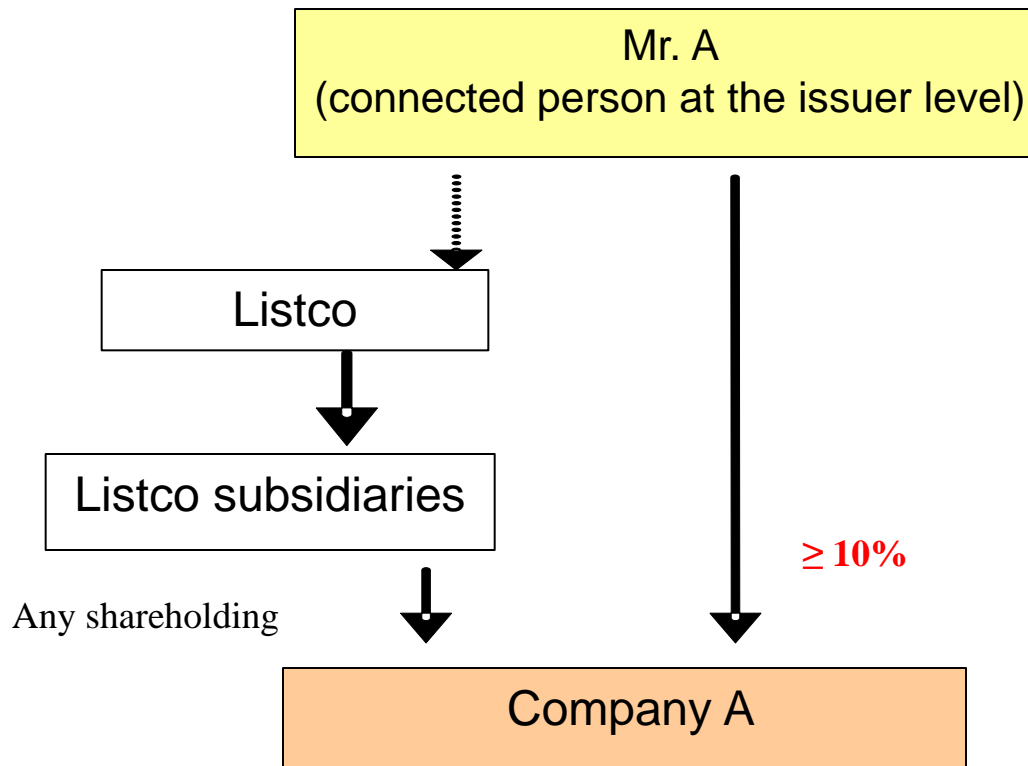 Mr. A
(connected person at the issuer level)
Listco
Listco subsidiaries
≥ 10%
Any shareholding
Company A